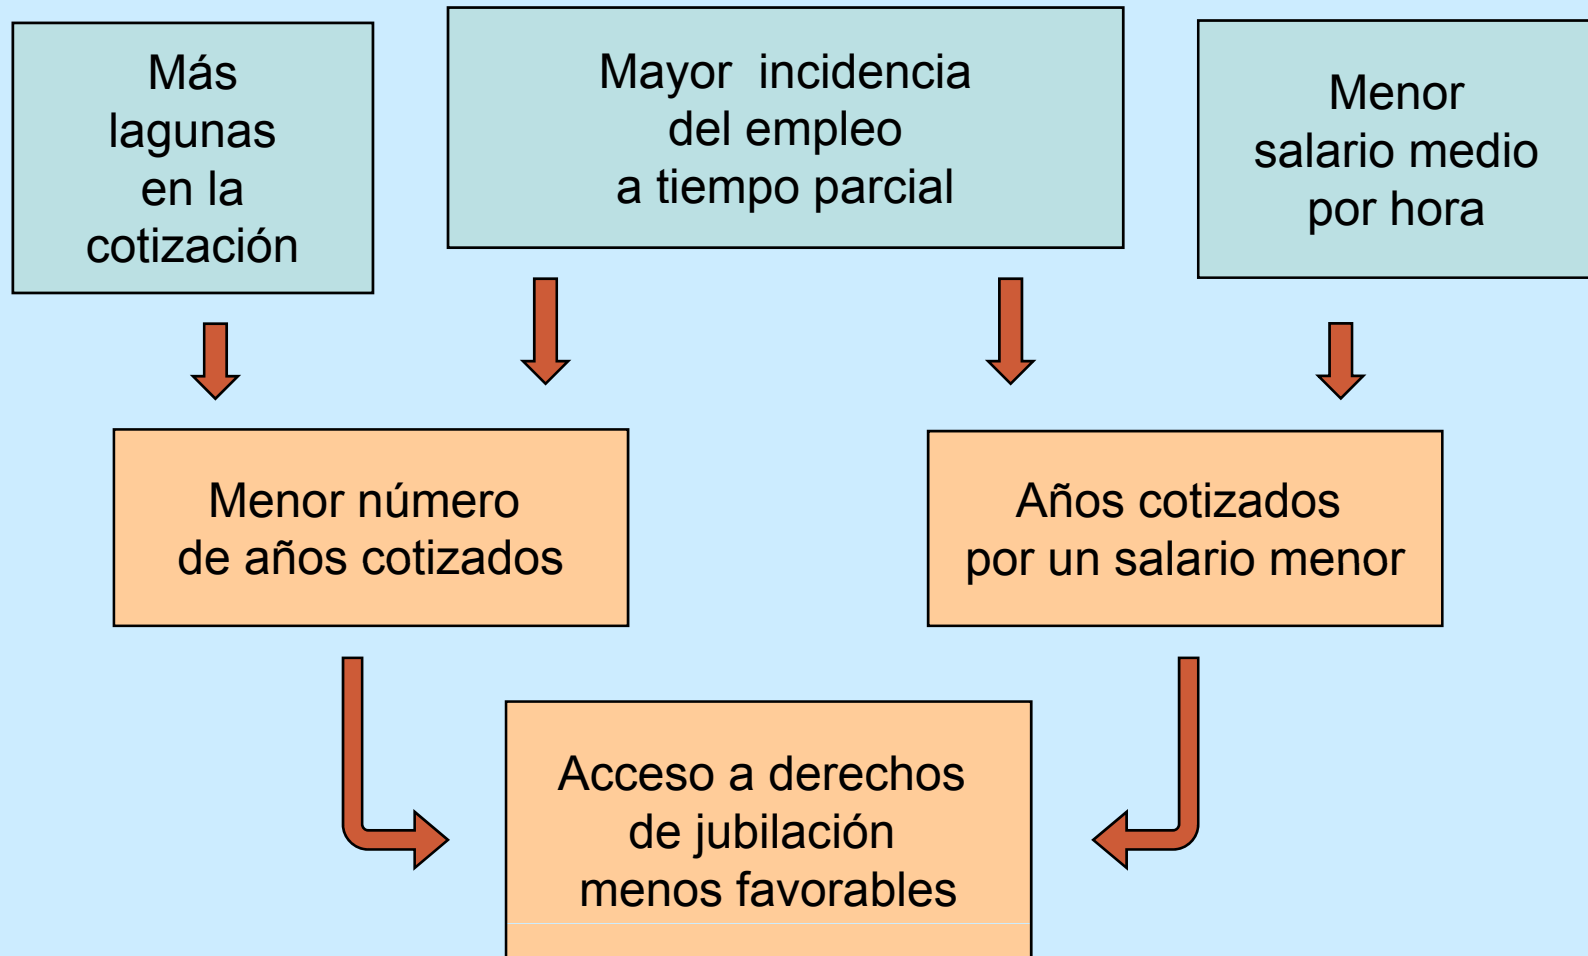 Más
lagunas
en la
cotización
Mayor incidencia
del empleo
a tiempo parcial
Menor
salario medio
por hora
Menor número
de años cotizados
Años cotizados
por un salario menor
Acceso a derechos
de jubilación
menos favorables